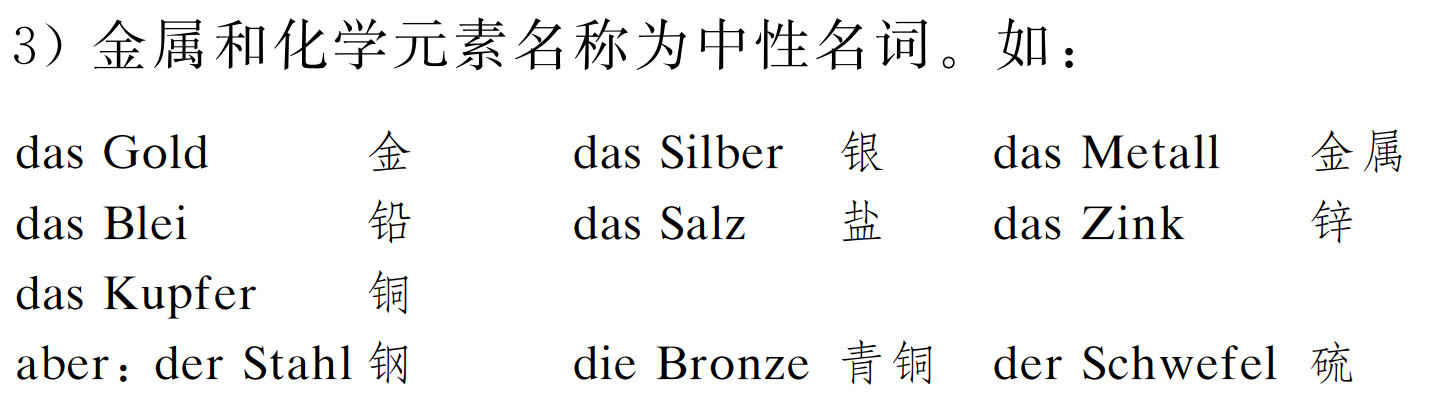 3）金属和化学元素名称为中性名词。如：
das Gold 金 das Silber 银 das Metall 金属
das Blei 铅 das Salz 盐 das Zink 锌
das Kupfer 铜
aber：der Stahl 钢 die Bronze 青铜 der Schwefel 硫